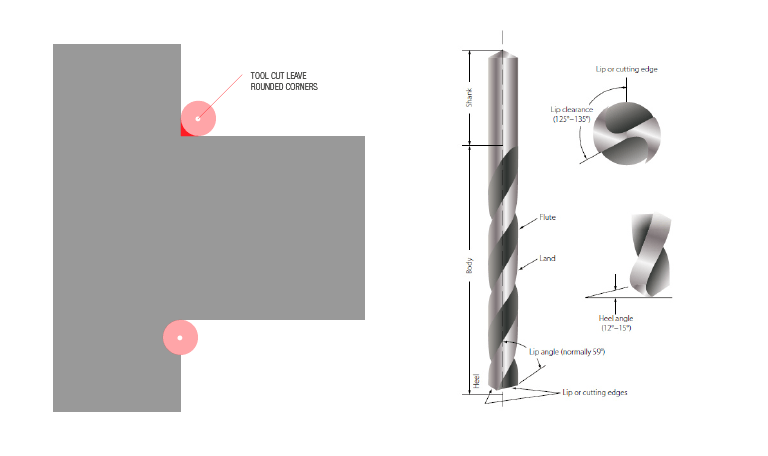 TOOL CUT LEAVE
ROUNDED CORNERS
Lip or cutting edge
Lip clearance
(125°–135°)
Shank
Flute
Land
Body
Heel angle
(12°–15°)
Lip angle (normally 59°)
Heel
Lip or cutting edges